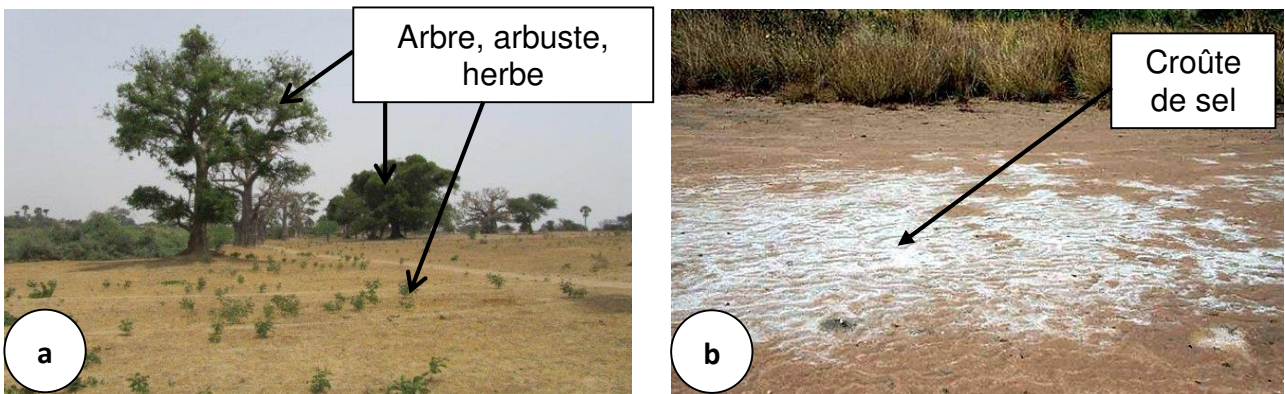 Arbre, arbuste,
herbe
Croûte
de sel
a
b